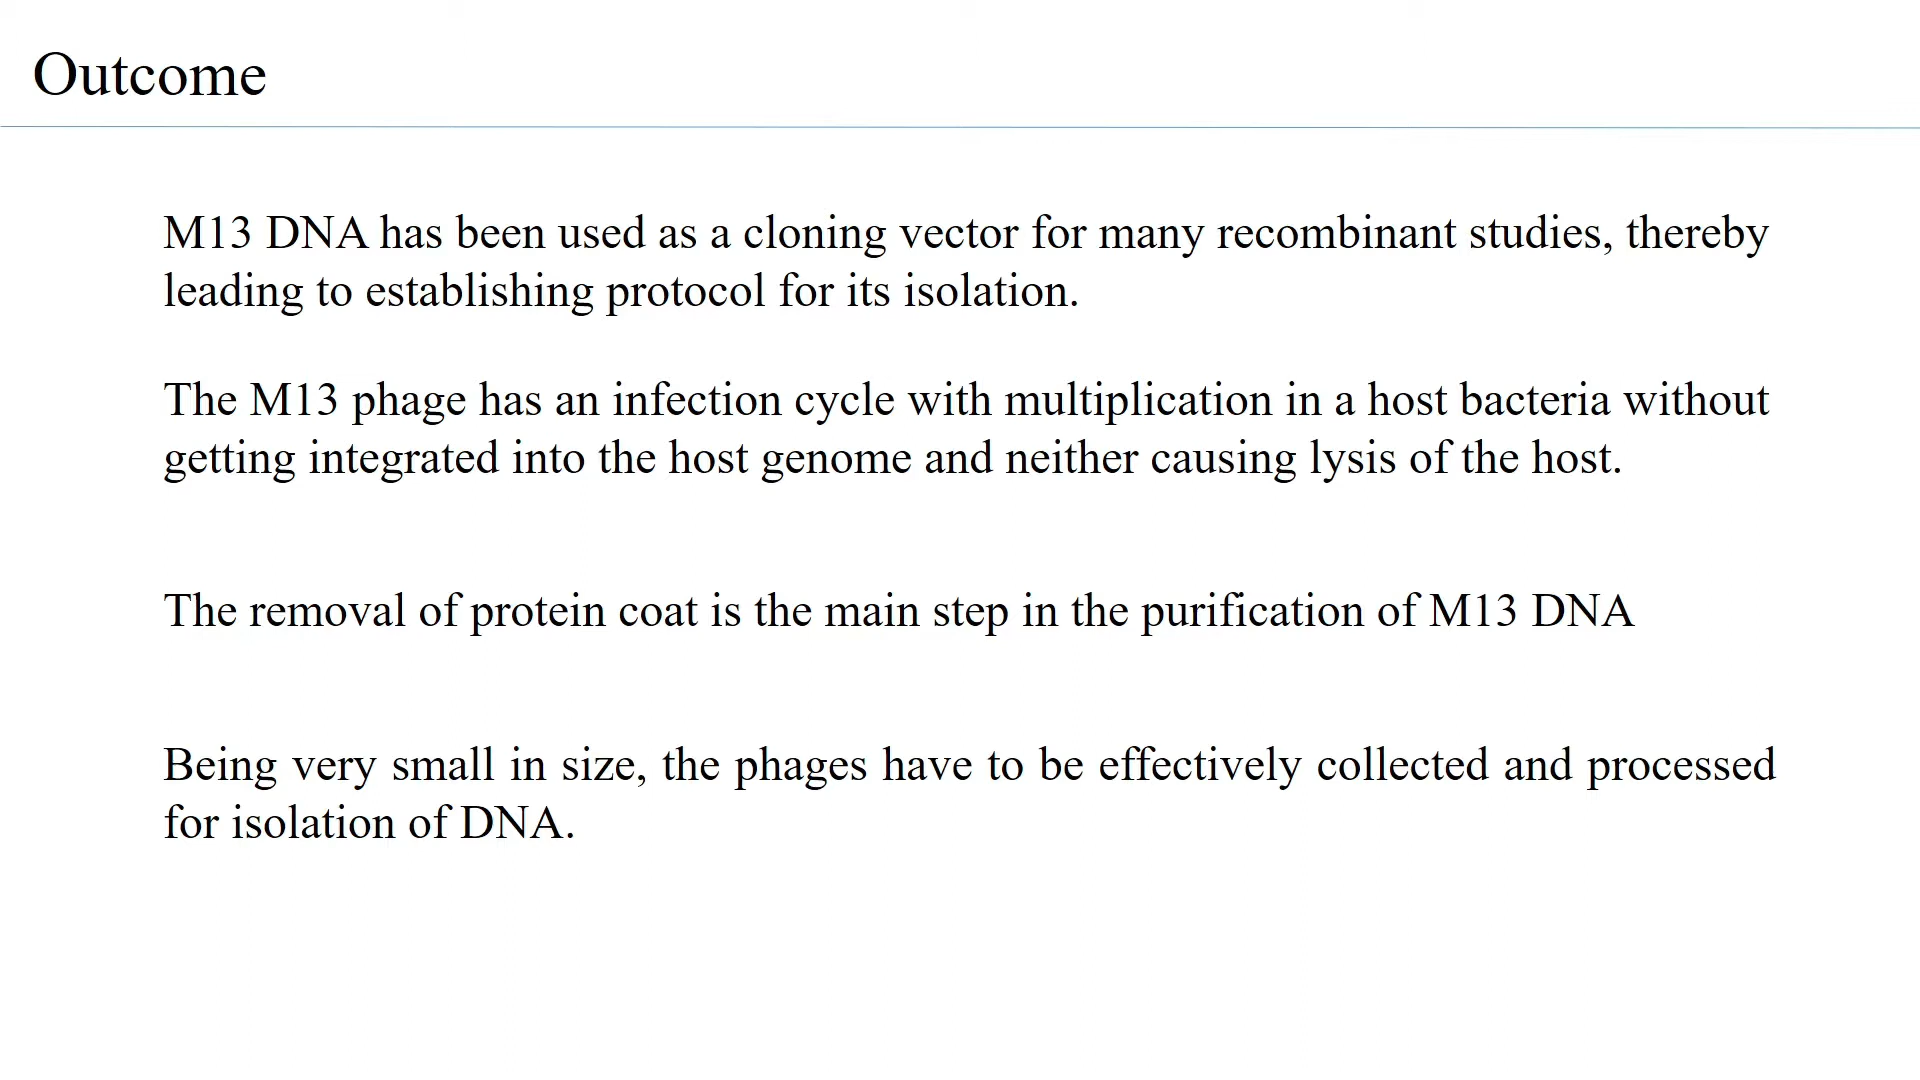 Outcome
M13 DNA has been used as a cloning vector for many recombinant studies, thereby
leading to establishing protocol for its isolation.
The M13 phage has an infection cycle with multiplication in a host bacteria without
getting integrated into the host genome and neither causing lysis of the host.
The removal of protein coat is the main step in the purification of M13 DNA
Being very small in size, the phages have to be effectively collected and processed
for isolation of DNA.